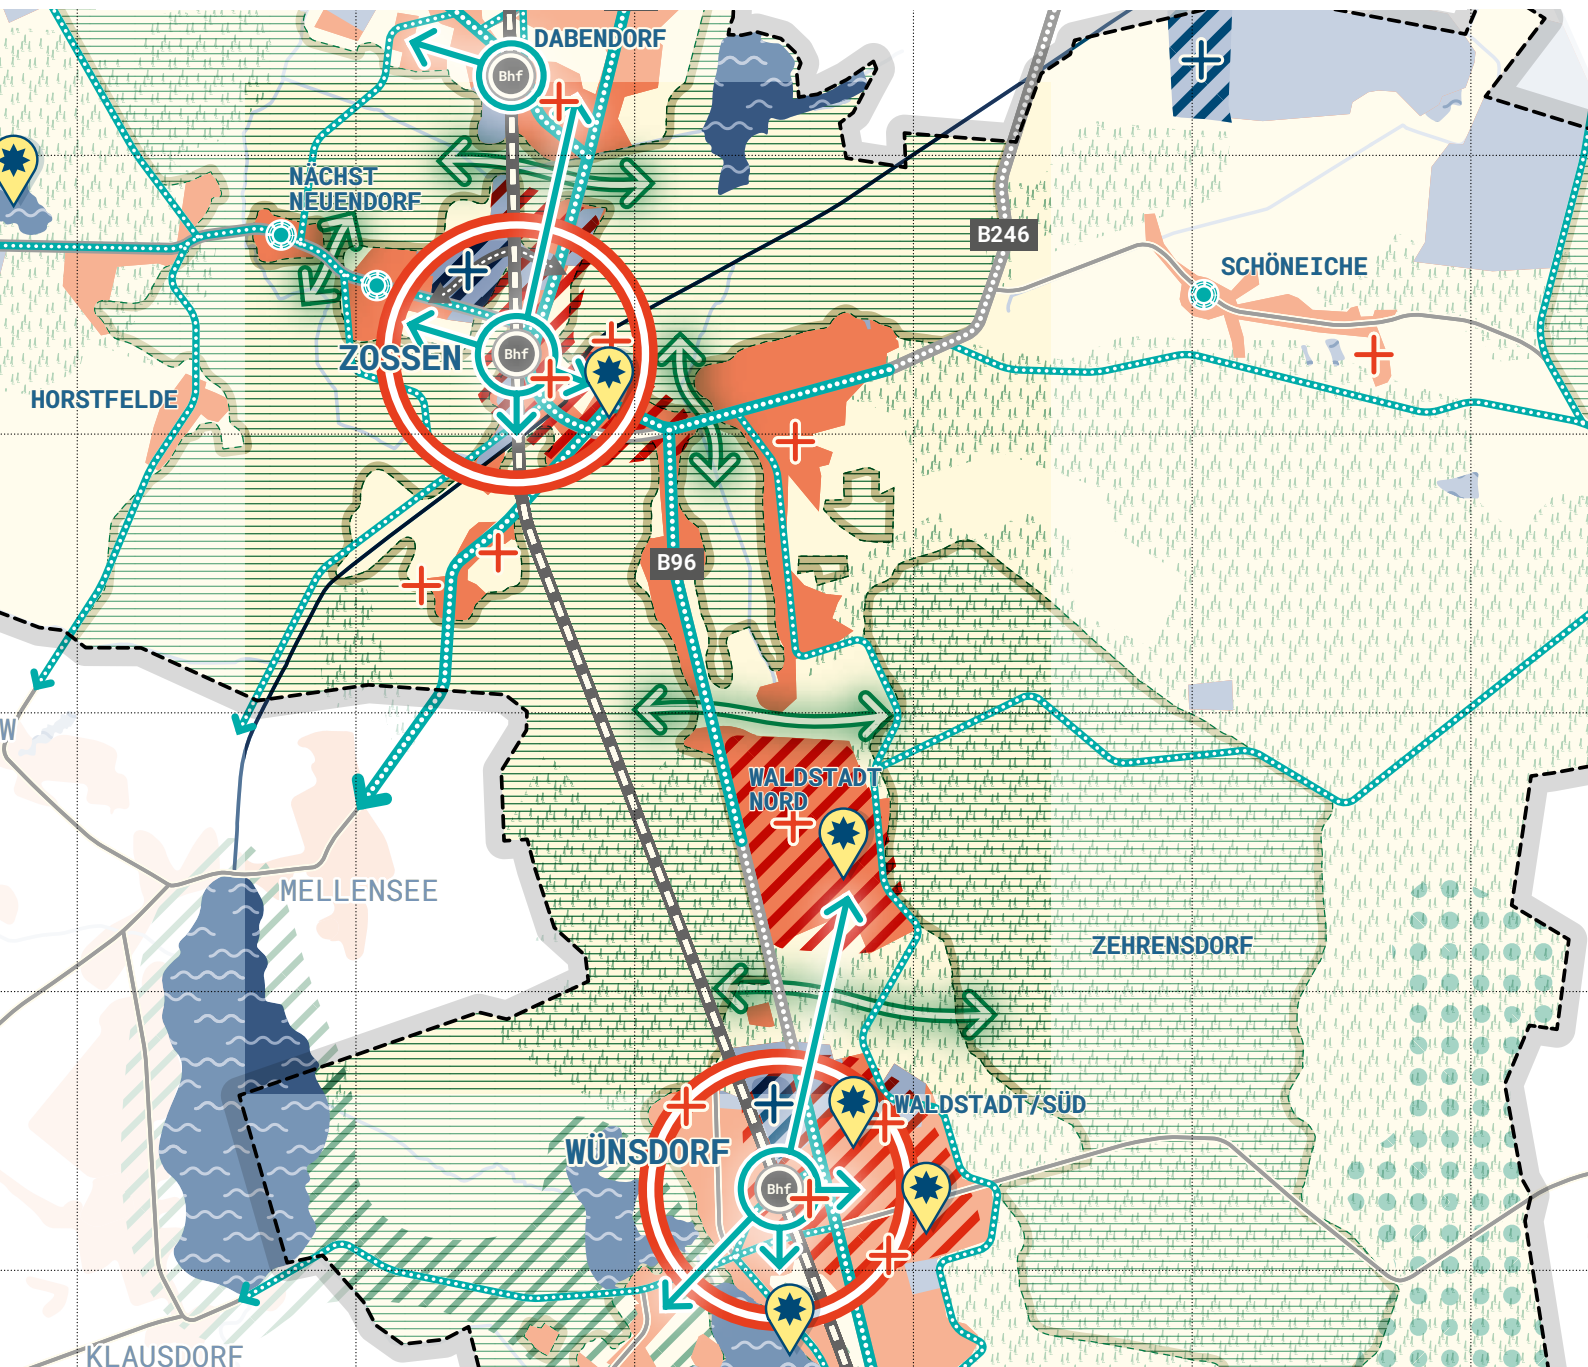 DABENDORF
Bhf
NÄCHST
NEUENDORF
B246
SCHÖNEICHE
ZOSSEN
Bhf
HORSTFELDE
B96
W
WALDSTADT
NORD
MELLENSEE
ZEHRENSDORF
WALDSTADT/SÜD
WÜNSDORF
Bhf
KLAUSDORF